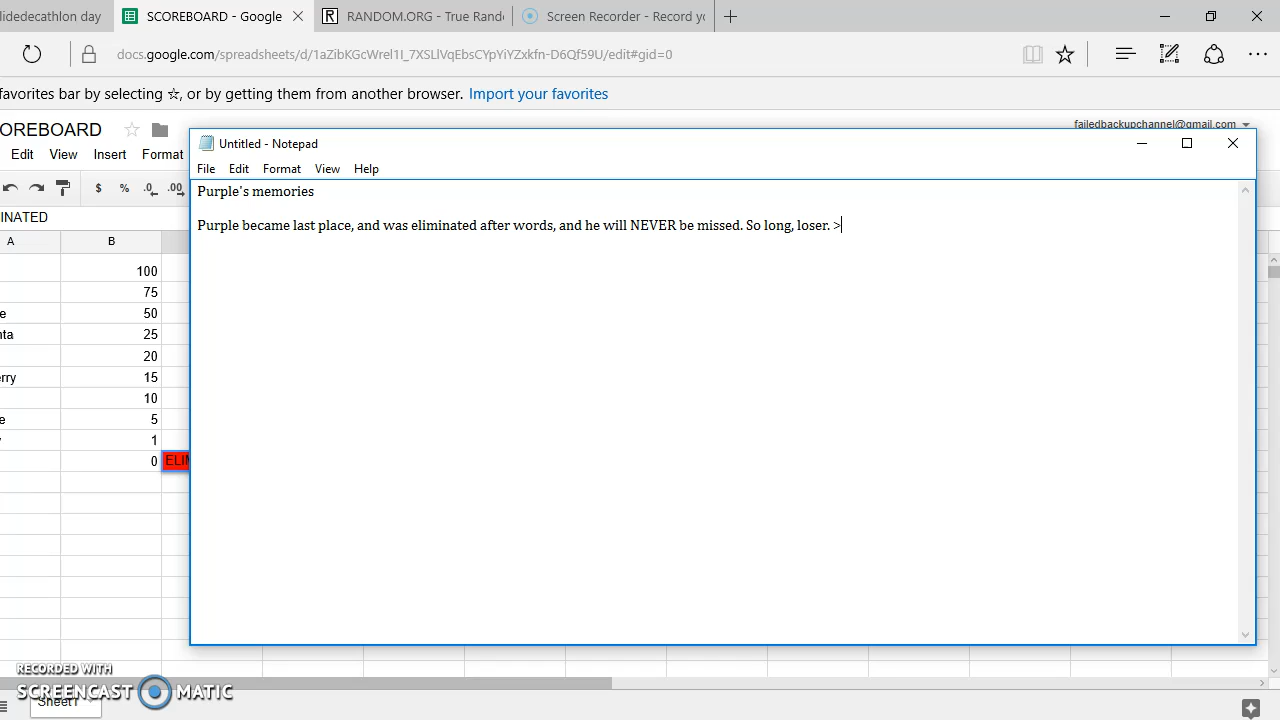 lidedecathlon day
SCOREBOARD - Google
RANDOM.ORG - True Rand
Screen Recorder - Record yo
docs.google.com/spreadsheets/d/1aZibKGcWrel1I_7XSLlVqEbsCYpYiYZxkfn-D6Qf59U/edit#gid=0
favorites bar by selecting ☆, or by getting them from another browser. Import your favorites
OREBOARD
failedbackupchannel@gmail.com
Edit View Insert Format
Untitled - Notepad
File Edit Format View Help
$ % .0 .00
INATED
A B
Purple's memories
Purple became last place, and was eliminated after words, and he will NEVER be missed. So long, loser. >
100
75
e 50
nta 25
20
erry 15
10
e 5
1
0 ELIM
RECORDED WITH
SCREENCAST MATIC
Sheet1